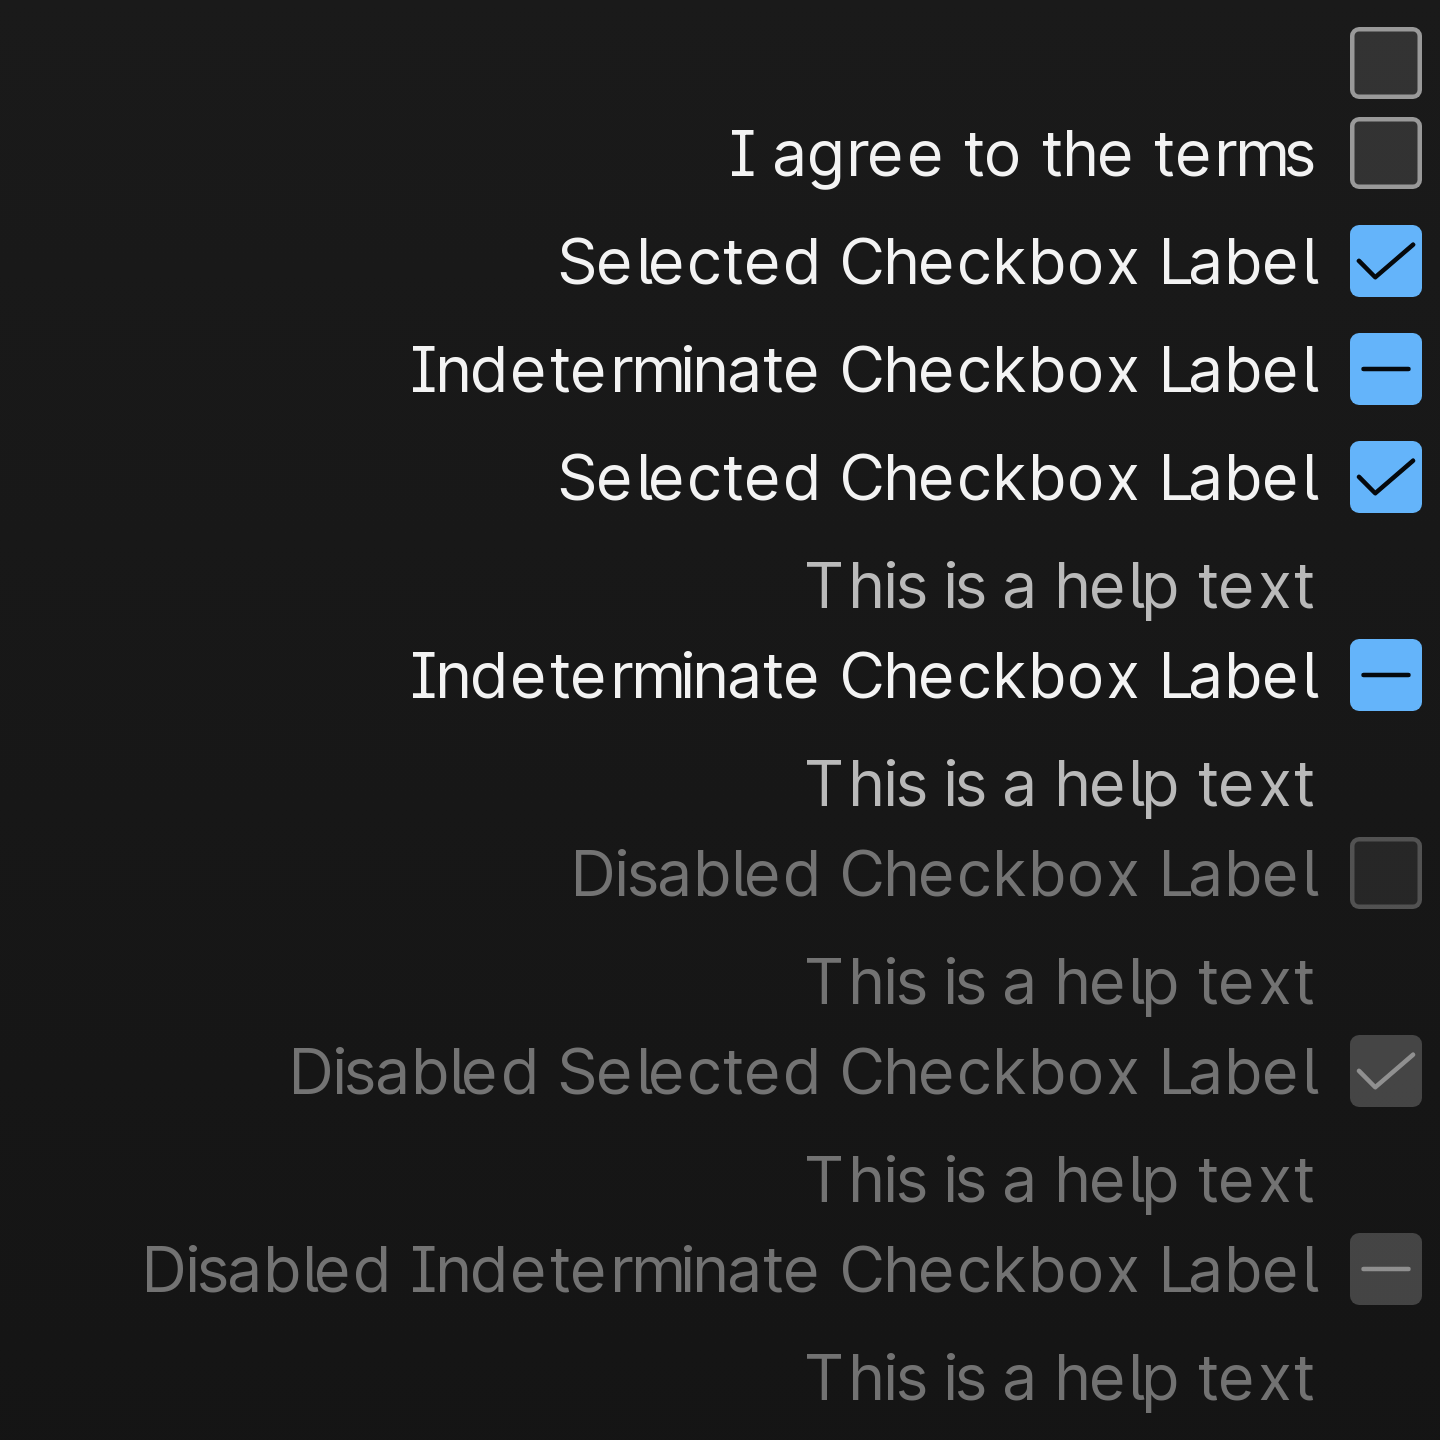 I agree to the terms
Selected Checkbox Label
Indeterminate Checkbox Label
Selected Checkbox Label
This is a help text
Indeterminate Checkbox Label
This is a help text
Disabled Checkbox Label
This is a help text
Disabled Selected Checkbox Label
This is a help text
Disabled Indeterminate Checkbox Label
This is a help text